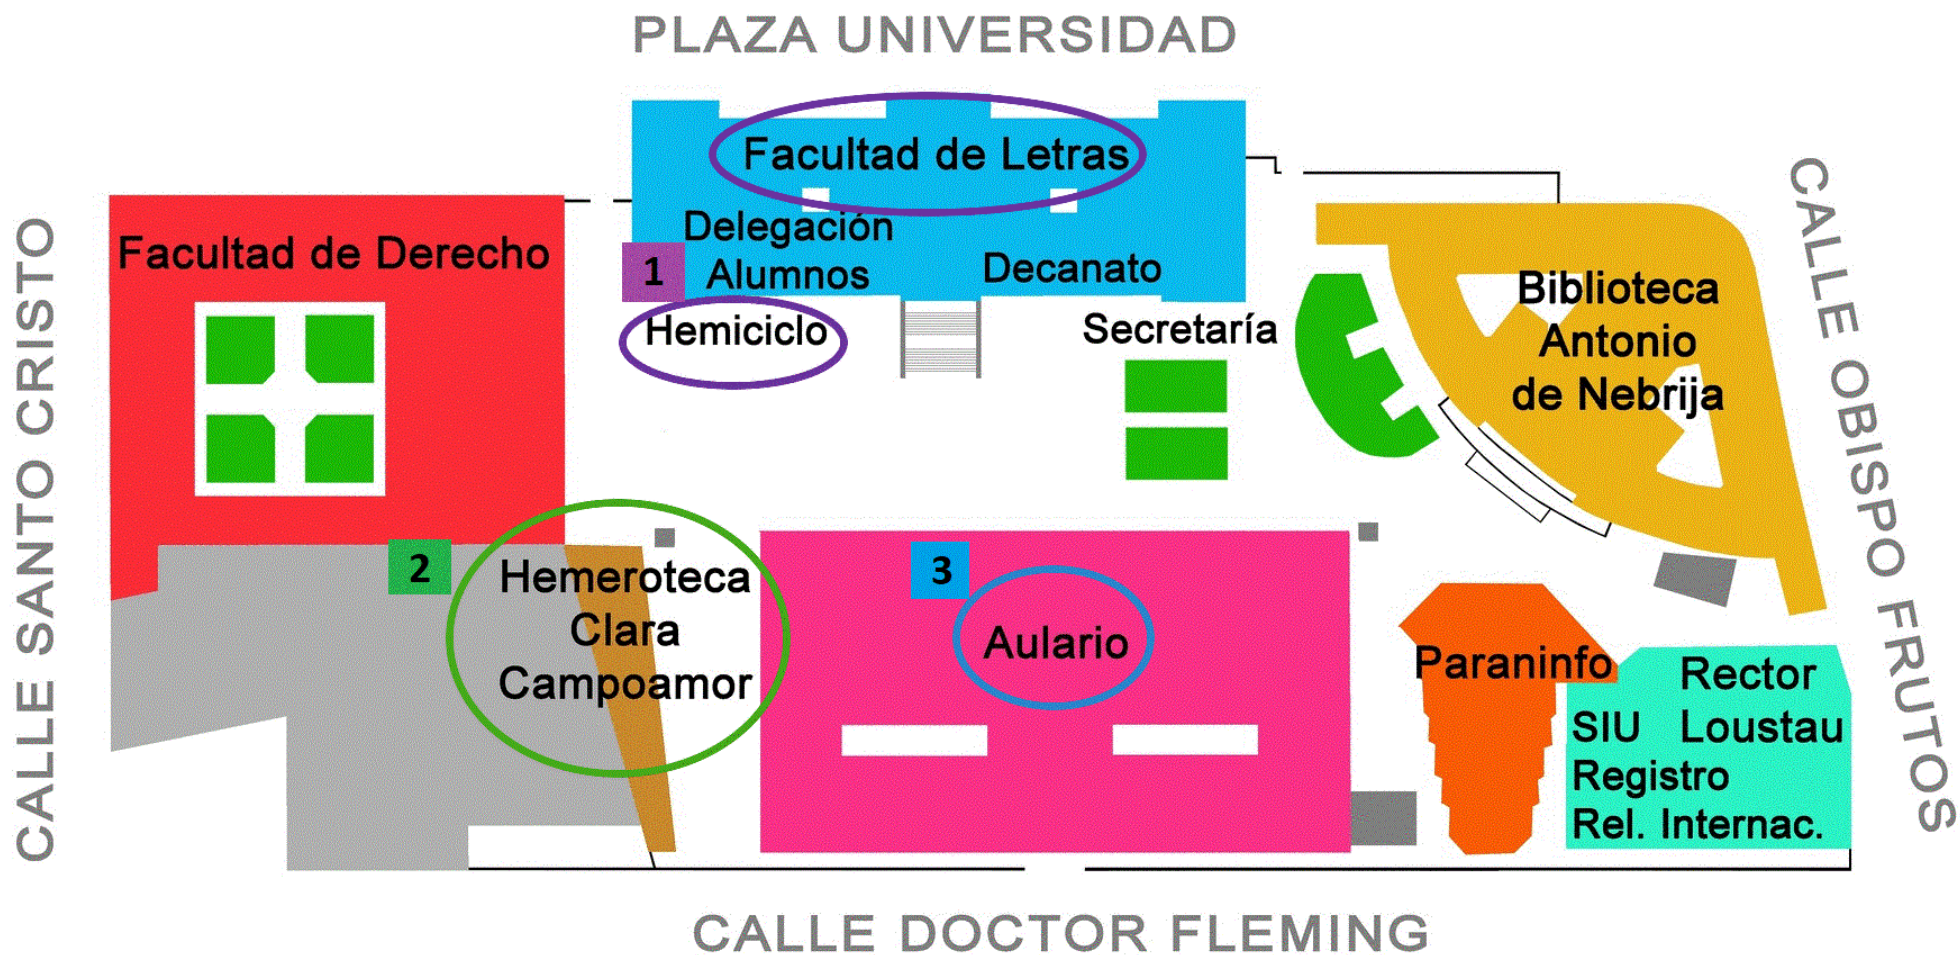 PLAZA UNIVERSIDAD
Facultad de Letras
Delegación
Alumnos
Decanato
1
Hemiciclo
Secretaría
Facultad de Derecho
Biblioteca
Antonio
de Nebrija
CALLE SANTO CRISTO
CALLE OBISPO FRUTOS
2
Hemeroteca
Clara
Campoamor
3
Aulario
Paraninfo
Rector
SIU Loustau
Registro
Rel. Internac.
CALLE DOCTOR FLEMING